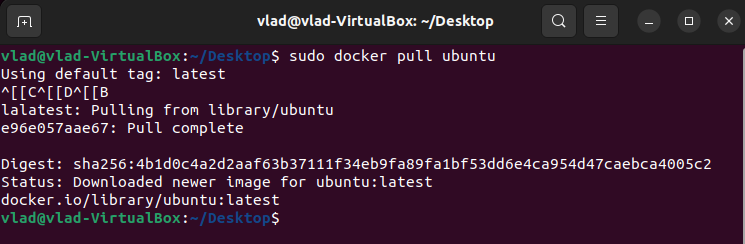 vlad@vlad-VirtualBox: ~/Desktop
vlad@vlad-VirtualBox:~/Desktop$ sudo docker pull ubuntu
Using default tag: latest
^[[C^[[D^[[B
lalatest: Pulling from library/ubuntu
e96e057aae67: Pull complete
Digest: sha256:4b1d0c4a2d2aaf63b37111f34eb9fa89fa1bf53dd6e4ca954d47caebca4005c2
Status: Downloaded newer image for ubuntu:latest
docker.io/library/ubuntu:latest
vlad@vlad-VirtualBox:~/Desktop$